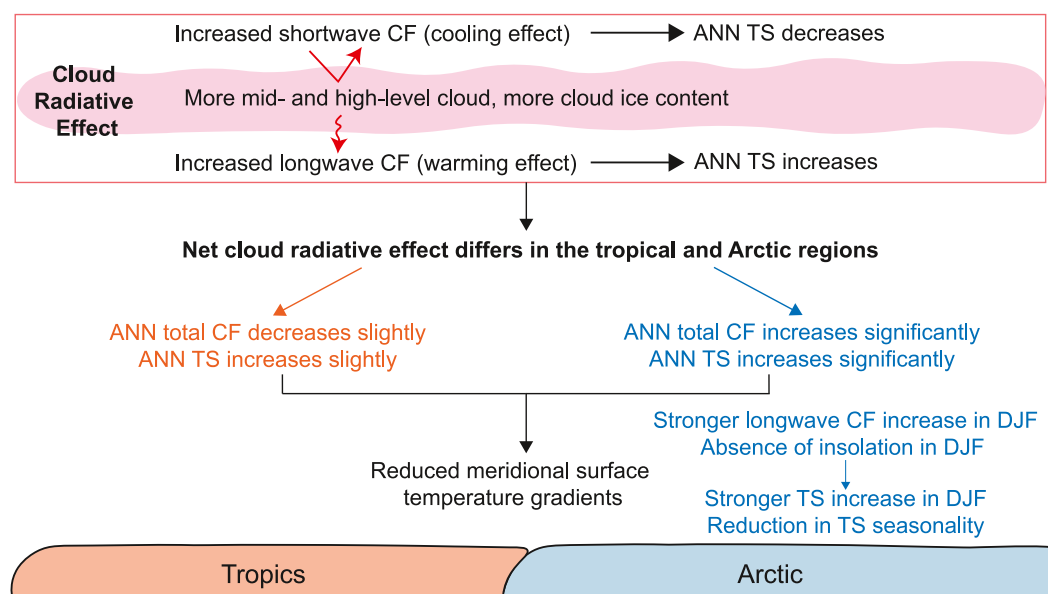 Increased shortwave CF (cooling effect)
ANN TS decreases
Cloud
Radiative
Effect
More mid- and high-level cloud, more cloud ice content
Increased longwave CF (warming effect)
ANN TS increases
Net cloud radiative effect differs in the tropical and Arctic regions
ANN total CF decreases slightly
ANN TS increases slightly
ANN total CF increases significantly
ANN TS increases significantly
Reduced meridional surface
temperature gradients
Stronger longwave CF increase in DJF
Absence of insolation in DJF
Stronger TS increase in DJF
Reduction in TS seasonality
Tropics
Arctic